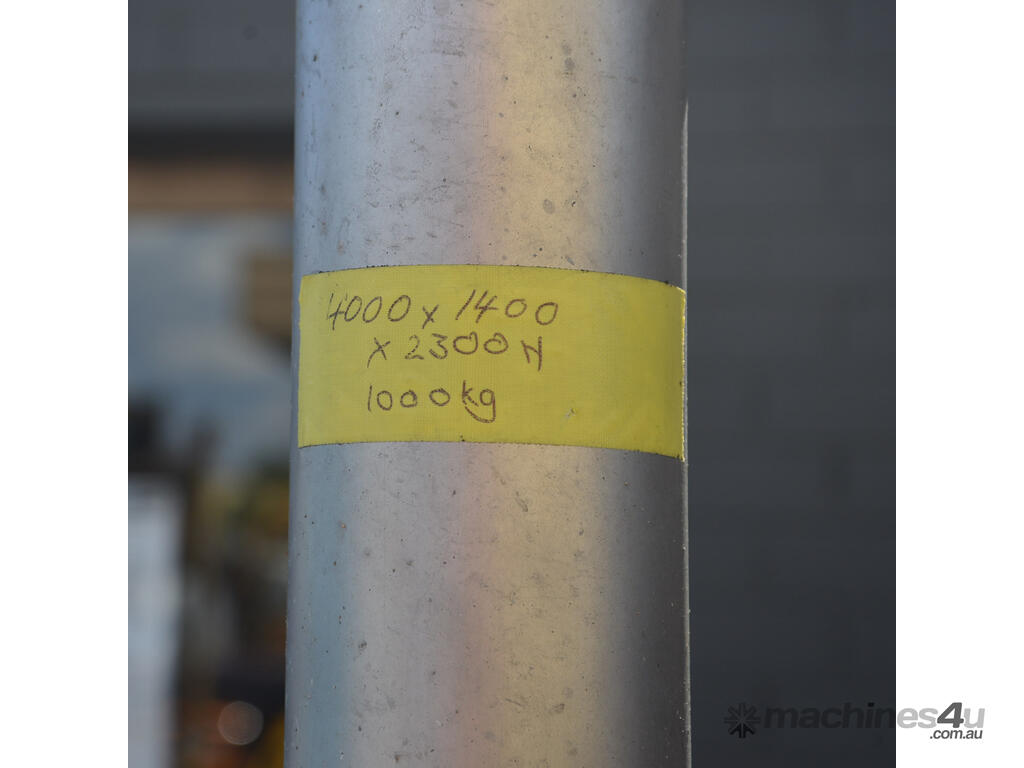 4000 x 1400
x 2300 H
1000kg
machines4u
.com.au